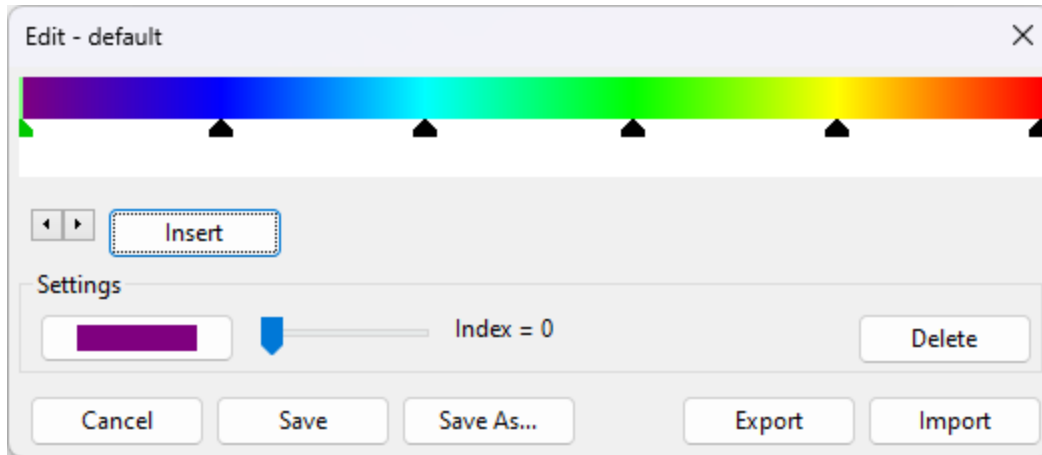 Edit - default
Insert
Settings
Index = 0
Delete
Cancel
Save
Save As...
Export
Import